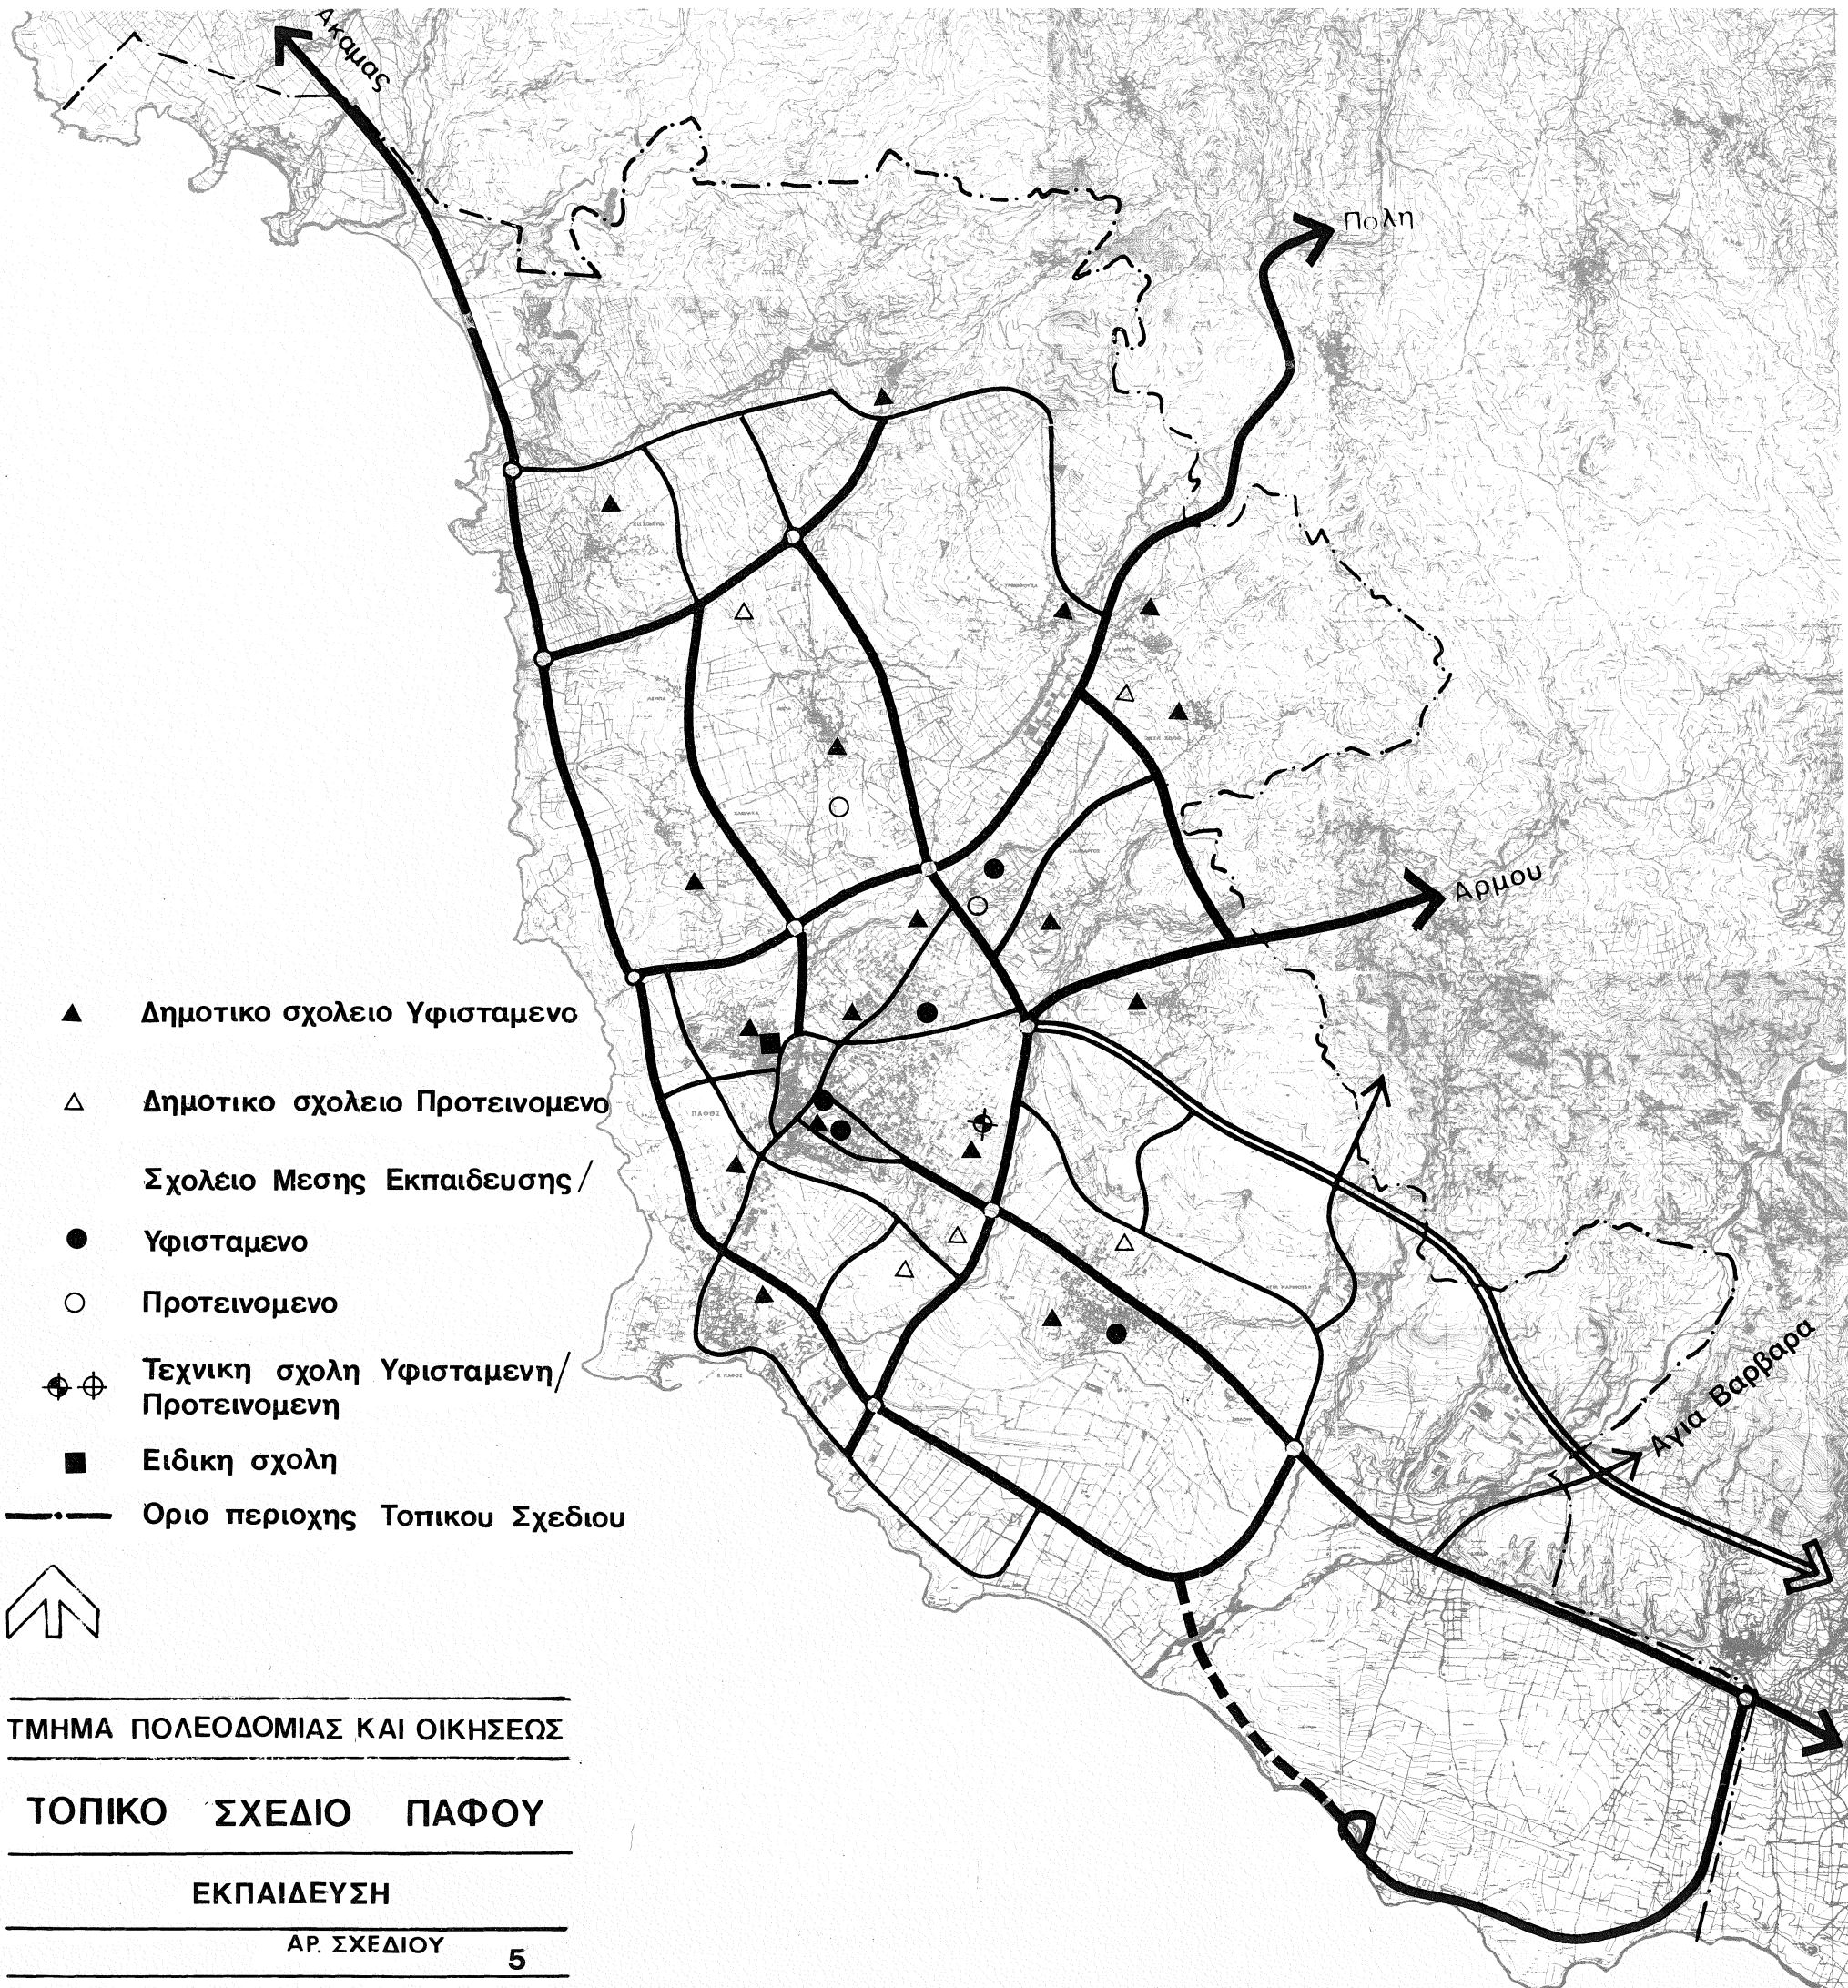 Ακαμας
Πολη
Αρμου
ΠΑΦΟΣ
Αγια Βαρβαρα
Δημοτικο σχολειο Υφισταμενο
Δημοτικο σχολειο Προτεινομενο
Σχολειο Μεσης Εκπαιδευσης/
Υφισταμενο
Προτεινομενο
Τεχνικη σχολη Υφισταμενη/
Προτεινομενη
Ειδικη σχολη
Οριο περιοχης Τοπικου Σχεδιου
ΤΜΗΜΑ ΠΟΛΕΟΔΟΜΙΑΣ ΚΑΙ ΟΙΚΗΣΕΩΣ
ΤΟΠΙΚΟ ΣΧΕΔΙΟ ΠΑΦΟΥ
ΕΚΠΑΙΔΕΥΣΗ
ΑΡ. ΣΧΕΔΙΟΥ 5